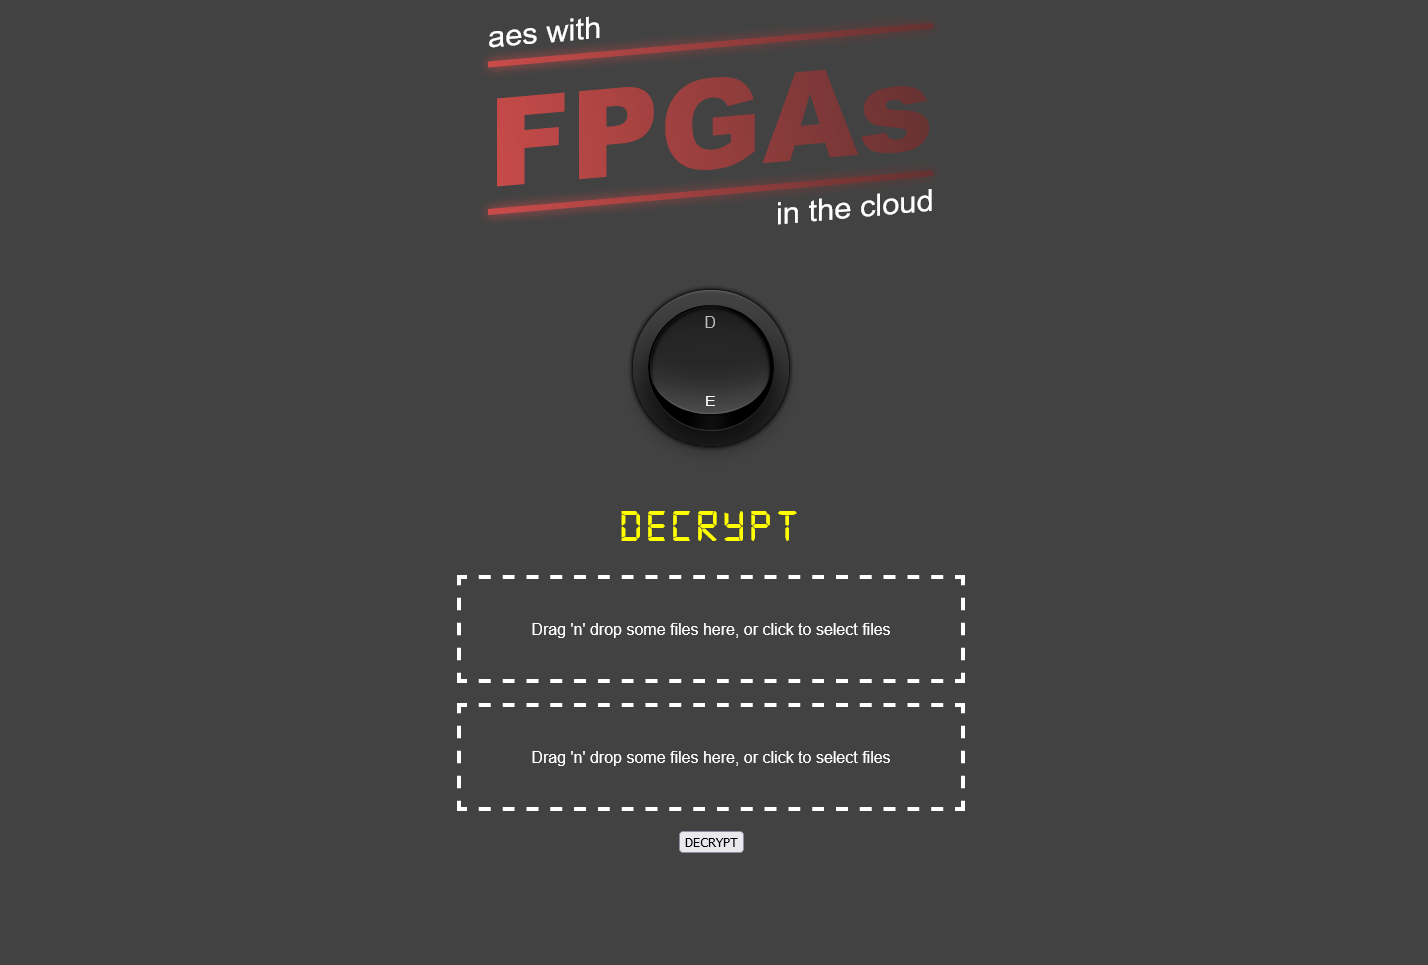 aes with
FPGAs
in the cloud
D
E
DECRYPT
Drag 'n' drop some files here, or click to select files
Drag 'n' drop some files here, or click to select files
DECRYPT